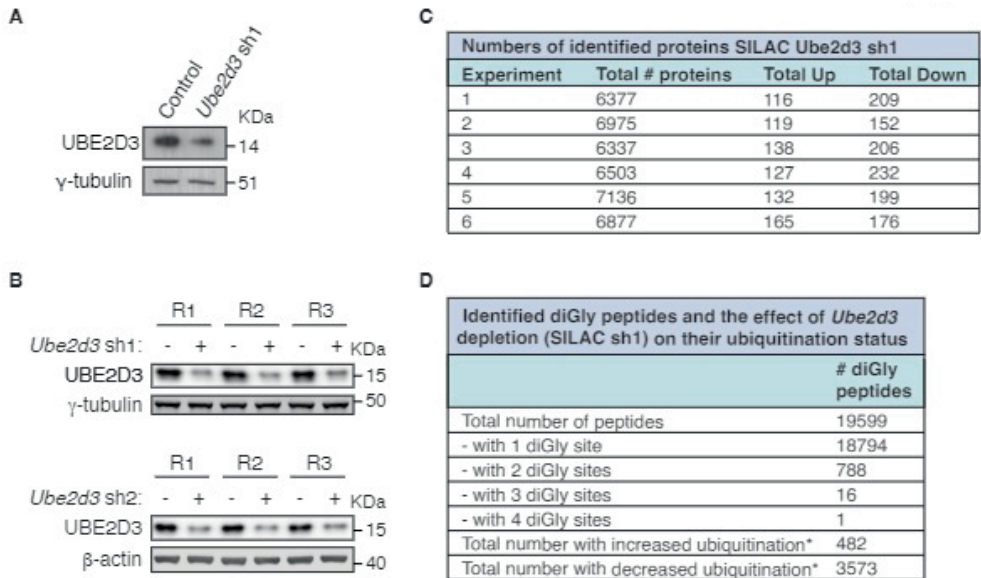 A
Control
Ube2d3 sh1
KDa
UBE2D3
14
γ-tubulin
51
B
R1 R2 R3
Ube2d3 sh1: - + - + - + KDa
UBE2D3 15
γ-tubulin 50
R1 R2 R3
Ube2d3 sh2: - + - + - + KDa
UBE2D3 15
β-actin 40
C
Numbers of identified proteins SILAC Ube2d3 sh1
Experiment Total # proteins Total Up Total Down
1 6377 116 209
2 6975 119 152
3 6337 138 206
4 6503 127 232
5 7136 132 199
6 6877 165 176
D
Identified diGly peptides and the effect of Ube2d3
depletion (SILAC sh1) on their ubiquitination status
# diGly
peptides
Total number of peptides 19599
- with 1 diGly site 18794
- with 2 diGly sites 788
- with 3 diGly sites 16
- with 4 diGly sites 1
Total number with increased ubiquitination* 482
Total number with decreased ubiquitination* 3573